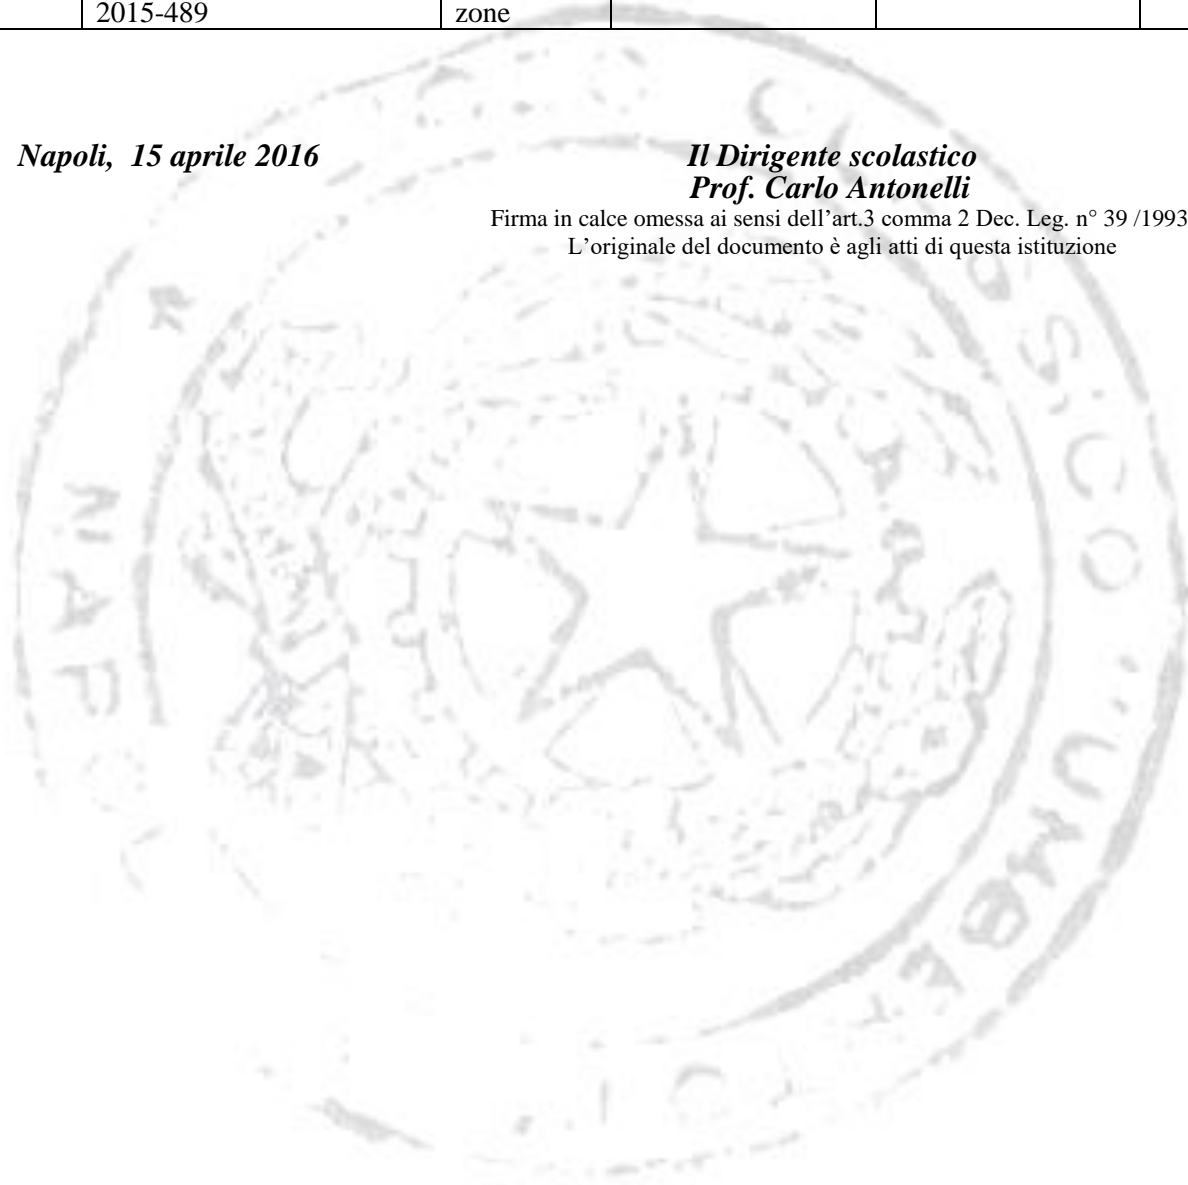 2015-489 zone
Napoli, 15 aprile 2016 Il Dirigente scolastico
Prof. Carlo Antonelli
Firma in calce omessa ai sensi dell’art.3 comma 2 Dec. Leg. n° 39 /1993
L’originale del documento è agli atti di questa istituzione